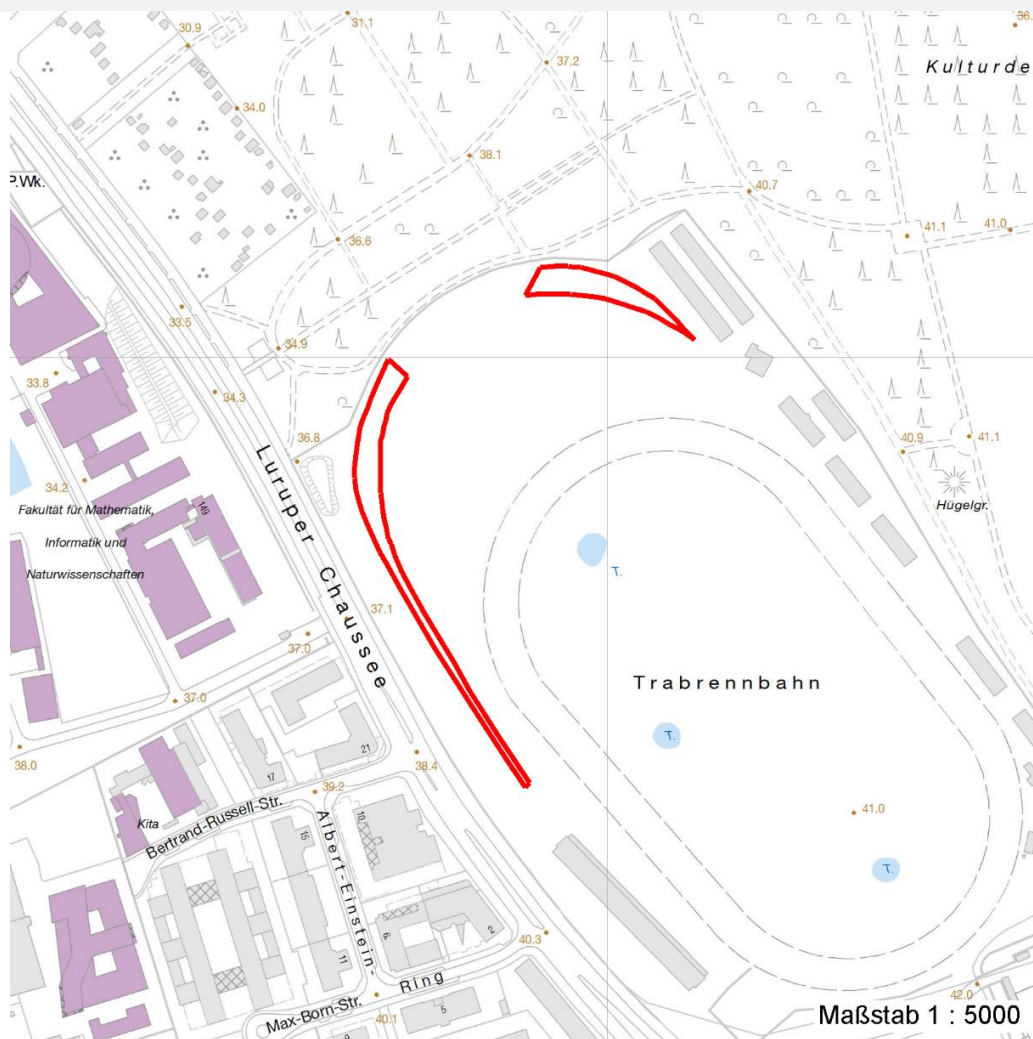 31.1
36.
30.9
37.2
Kulturde
34.0
38.1
P.Wk.
40.7
36.6
41.1
41.0
33.5
34.9
33.8
34.3
36.8
40.9
41.1
34.2
Fakultät für Mathematik,
Informatik und
Naturwissenschaften
149
Luruper Chaussee
Hügelgr.
T.
37.1
37.0
37.0
Trabrennbahn
T.
38.0
21
38.4
17
39.2
Kita
Bertrand-Russell-Str.
10
15
41.0
Albert-Einstein-
Ring
T.
6
2
11
40.3
Max-Born-Str.
5
40.1
9
42.0
Maßstab 1 : 5000